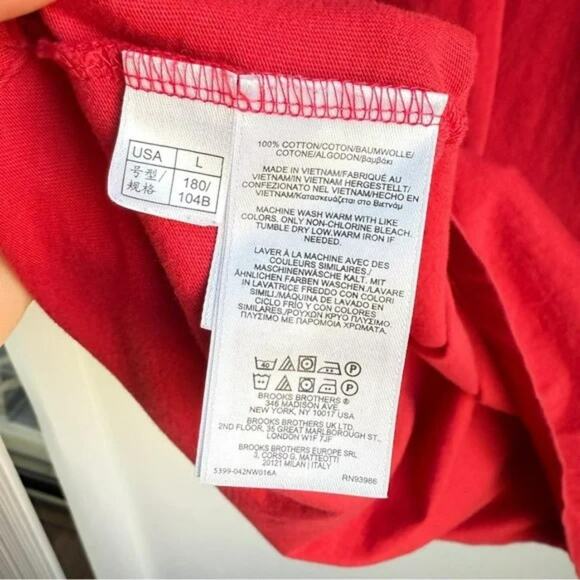 USA L
号型/
规格
180/
104B
100% COTTON/COTON/BAUMWOLLE/
COTONE/ALGODON/βαμβάκι
MADE IN VIETNAM/FABRIQUÉ AU
VIETNAM/IN VIETNAM HERGESTELLT/
CONFEZIONATO NEL VIETNAM/HECHO EN
VIETNAM/Κατασκευάζεται στο Βιετνάμ
MACHINE WASH WARM WITH LIKE
COLORS. ONLY NON-CHLORINE BLEACH.
TUMBLE DRY LOW.WARM IRON IF
NEEDED.
LAVER À LA MACHINE AVEC DES
COULEURS SIMILAIRES./
MASCHINENWÄSCHE KALT. MIT
ÄHNLICHEN FARBEN WASCHEN./LAVARE
IN LAVATRICE FREDDO CON COLORI
SIMILI./MÁQUINA DE LAVADO EN
CICLO FRÍO Y CON COLORES
SIMILARES./ΡΟΥΧΩΝ ΚΡΥΟ ΠΛΥΣΙΜΟ.
ΠΛΥΣΙΜΟ ΜΕ ΠΑΡΟΜΟΙΑ ΧΡΩΜΑΤΑ.
40 P
P
BROOKS BROTHERS ®
346 MADISON AVE.
NEW YORK, NY 10017 USA
BROOKS BROTHERS UK LTD.
2ND FLOOR, 35 GREAT MARLBOROUGH ST.,
LONDON W1F 7JF
BROOKS BROTHERS EUROPE SRL
3, CORSO G. MATTEOTTI
20121 MILAN | ITALY
5399-042NW016A RN93986